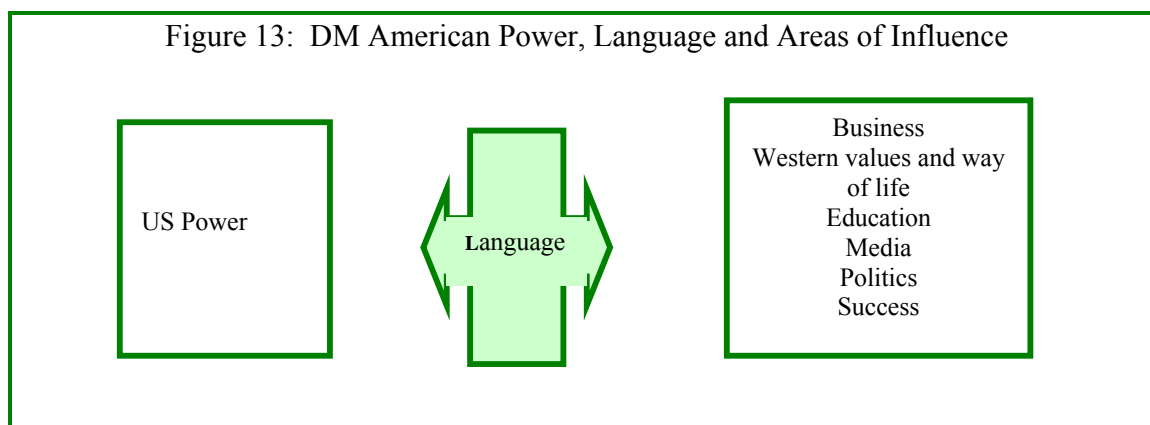 Figure 13:  DM American Power, Language and Areas of Influence
US Power
Language
Business
Western values and way
of life
Education
Media
Politics
Success